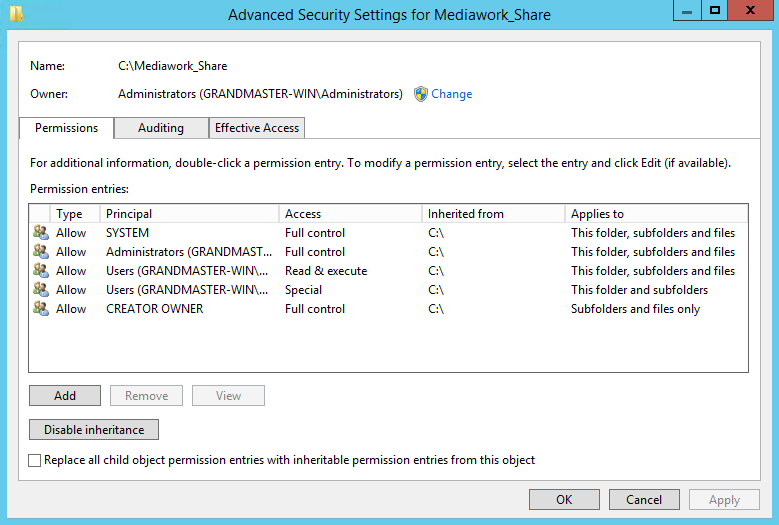 Advanced Security Settings for Mediawork_Share
Name: C:\Mediawork_Share
Owner: Administrators (GRANDMASTER-WIN\Administrators) Change
Permissions Auditing Effective Access
For additional information, double-click a permission entry. To modify a permission entry, select the entry and click Edit (if available).
Permission entries:
Type Principal Access Inherited from Applies to
Allow SYSTEM Full control C:\ This folder, subfolders and files
Allow Administrators (GRANDMAST... Full control C:\ This folder, subfolders and files
Allow Users (GRANDMASTER-WIN\... Read & execute C:\ This folder, subfolders and files
Allow Users (GRANDMASTER-WIN\... Special C:\ This folder and subfolders
Allow CREATOR OWNER Full control C:\ Subfolders and files only
Add Remove View
Disable inheritance
Replace all child object permission entries with inheritable permission entries from this object
OK Cancel Apply